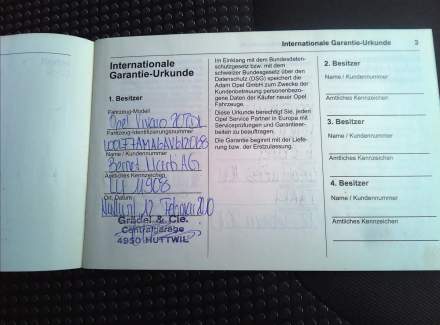 Internationale Garantie-Urkunde 3
Internationale
Garantie-Urkunde
1. Besitzer
Fahrzeug-Modell
Opel Vivaro
Fahrzeug-Identifizierungsnummer
Name / Kundennummer
AG
Amtliches Kennzeichen
LU 11908
Ort, Datum
Grädel & Cie.
Centralgarage
4950 HUTTWIL
Im Einklang mit dem Bundesdaten-
schutzgesetz bzw. mit dem
schweizer Bundesgesetz über den
Datenschutz (DSG) speichert die
Adam Opel GmbH zum Zwecke der
Kundenbetreuung personenbezo-
gene Daten der Käufer neuer Opel
Fahrzeuge.
Diese Urkunde berechtigt Sie, jeden
Opel Service Partner in Europa mit
Serviceprüfungen und Garantiear-
beiten zu beauftragen.
Die Garantie beginnt mit der Liefe-
rung bzw. der Erstzulassung.
2. Besitzer
Name / Kundennummer
Amtliches Kennzeichen
3. Besitzer
Name / Kundennummer
Amtliches Kennzeichen
4. Besitzer
Name / Kundennummer
Amtliches Kennzeichen